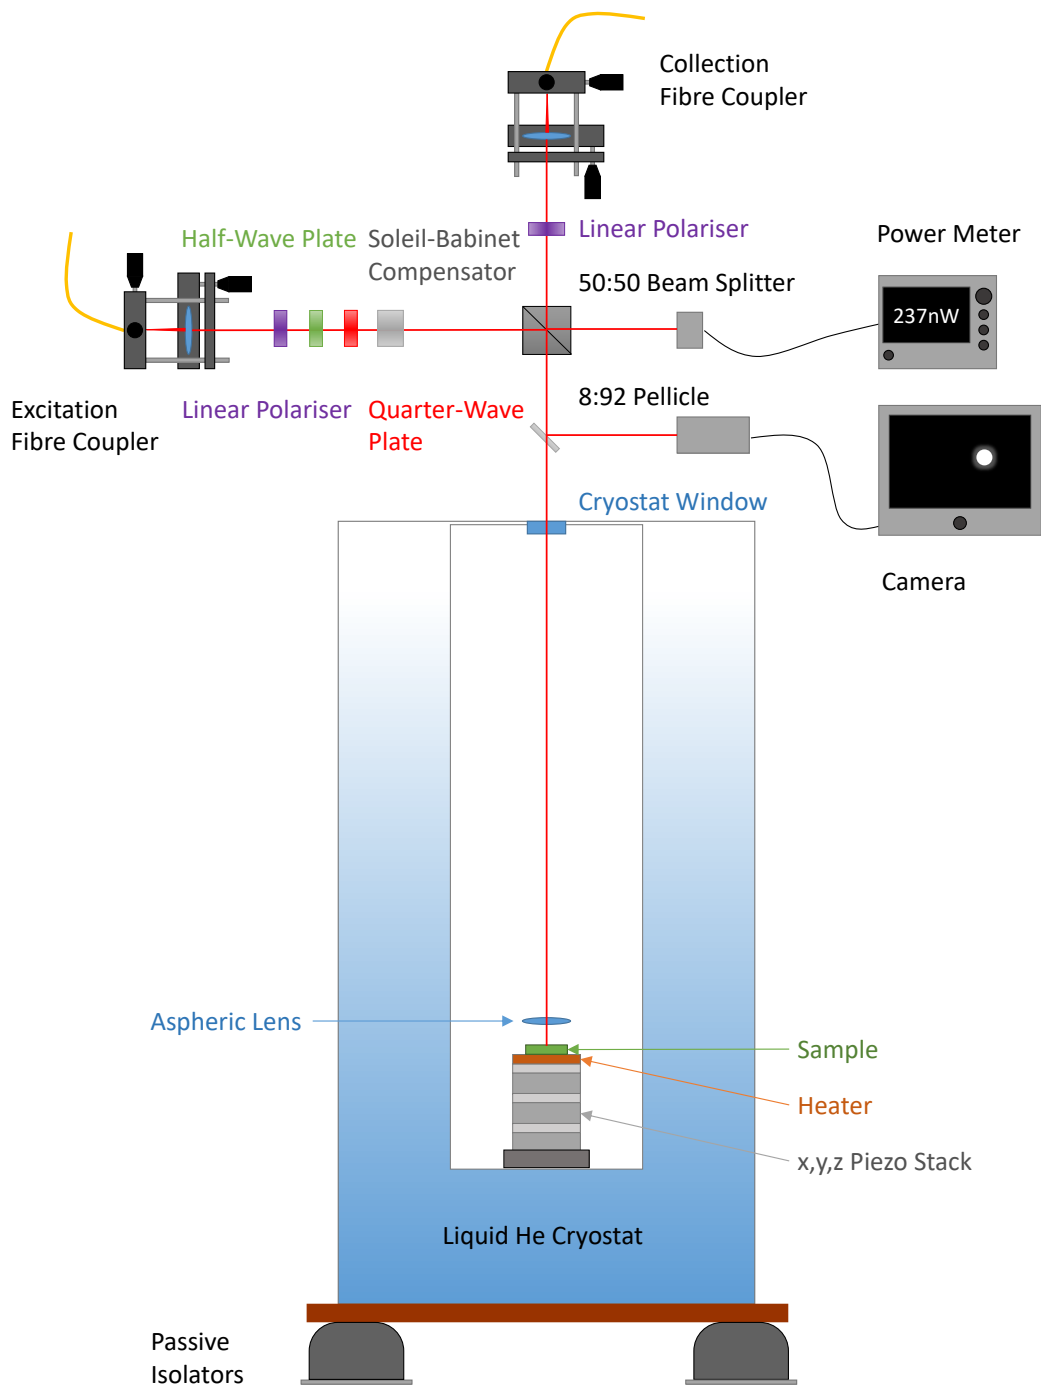 Collection
Fibre Coupler
Half-Wave Plate
Soleil-Babinet
Compensator
Linear Polariser
Power Meter
50:50 Beam Splitter
237nW
Excitation
Fibre Coupler
Linear Polariser
Quarter-Wave
Plate
8:92 Pellicle
Cryostat Window
Camera
Aspheric Lens
Sample
Heater
x,y,z Piezo Stack
Liquid He Cryostat
Passive
Isolators